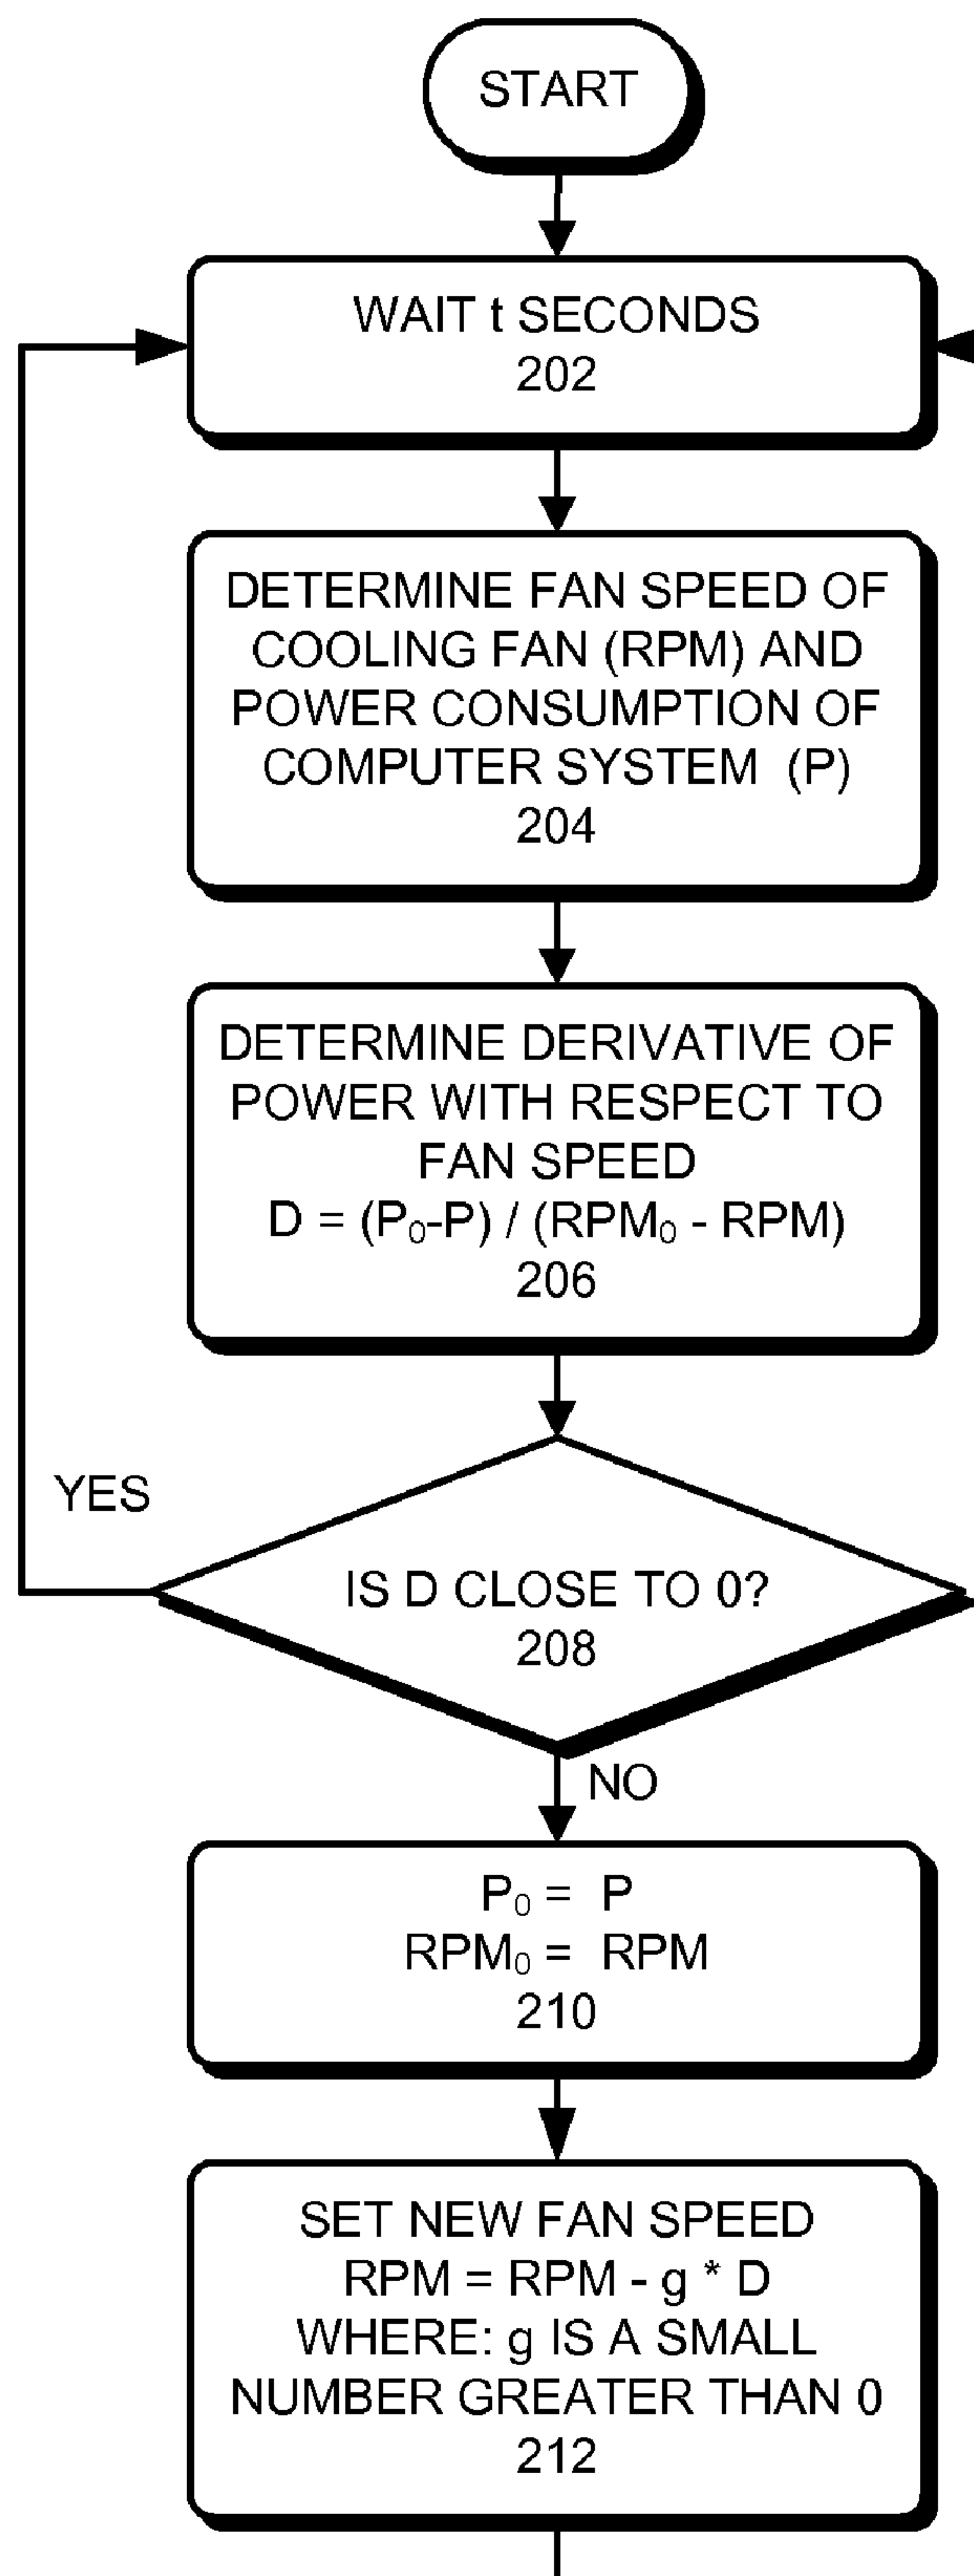 START
WAIT t SECONDS
202
DETERMINE FAN SPEED OF
COOLING FAN (RPM) AND
POWER CONSUMPTION OF
COMPUTER SYSTEM (P)
204
DETERMINE DERIVATIVE OF
POWER WITH RESPECT TO
FAN SPEED
D = (P₀-P) / (RPM₀ - RPM)
206
YES
IS D CLOSE TO 0?
208
NO
P₀ = P
RPM₀ = RPM
210
SET NEW FAN SPEED
RPM = RPM - g * D
WHERE: g IS A SMALL
NUMBER GREATER THAN 0
212